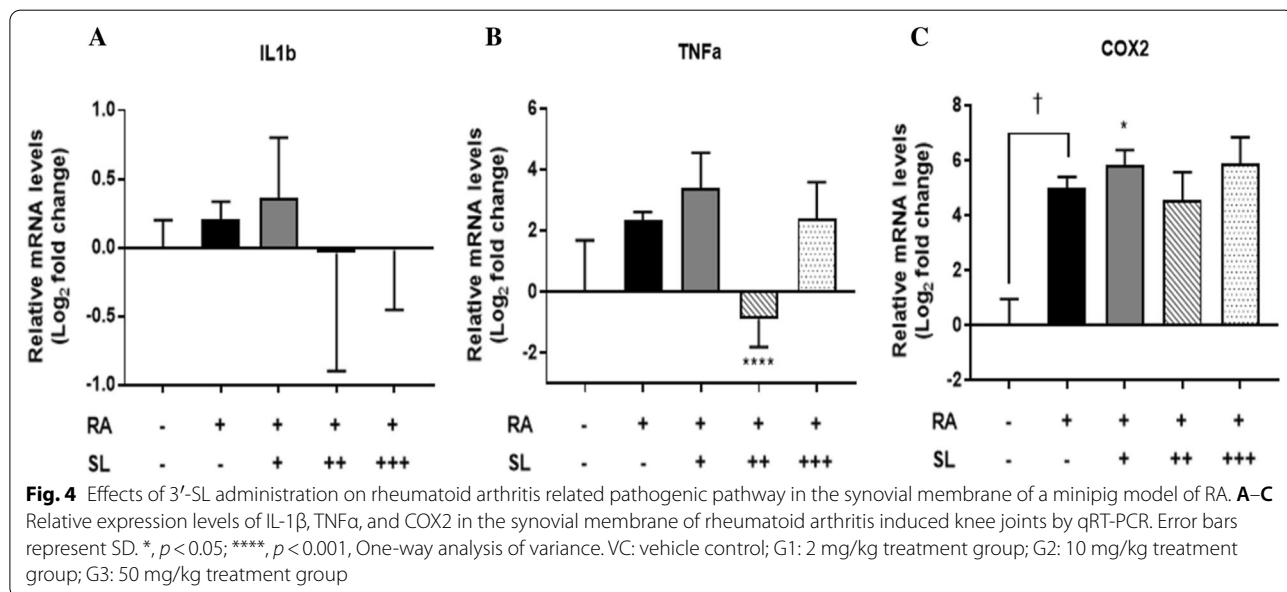 A
IL1b
Relative mRNA levels
(Log₂ fold change)
1.0
0.5
0.0
-0.5
-1.0
RA - + + + +
SL - - + ++ +++
B
TNFa
Relative mRNA levels
(Log₂ fold change)
6
4
2
0
-2
****
+ + + +
RA - + + + +
SL - - + ++ +++
C
COX2
Relative mRNA levels
(Log₂ fold change)
8
6
4
2
0
-2
†
*
RA - + + + +
SL - - + ++ +++
Fig. 4 Effects of 3′-SL administration on rheumatoid arthritis related pathogenic pathway in the synovial membrane of a minipig model of RA. A–C
Relative expression levels of IL-1β, TNFα, and COX2 in the synovial membrane of rheumatoid arthritis induced knee joints by qRT-PCR. Error bars
represent SD. *, p < 0.05; ****, p < 0.001, One-way analysis of variance. VC: vehicle control; G1: 2 mg/kg treatment group; G2: 10 mg/kg treatment
group; G3: 50 mg/kg treatment group